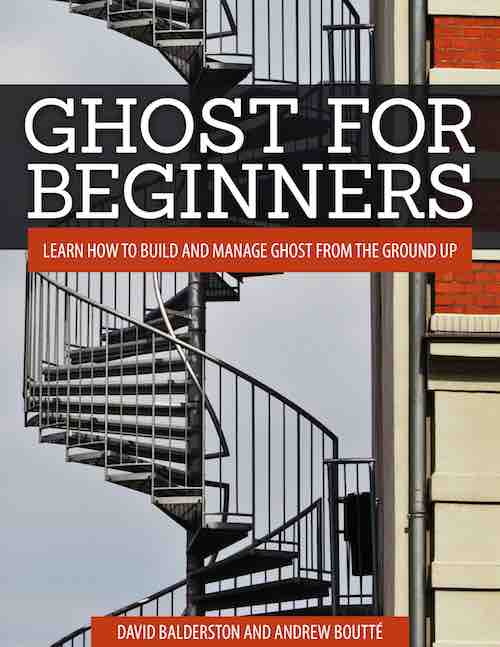 GHOST FOR
BEGINNERS
LEARN HOW TO BUILD AND MANAGE GHOST FROM THE GROUND UP
DAVID BALDERSTON AND ANDREW BOUTTÉ